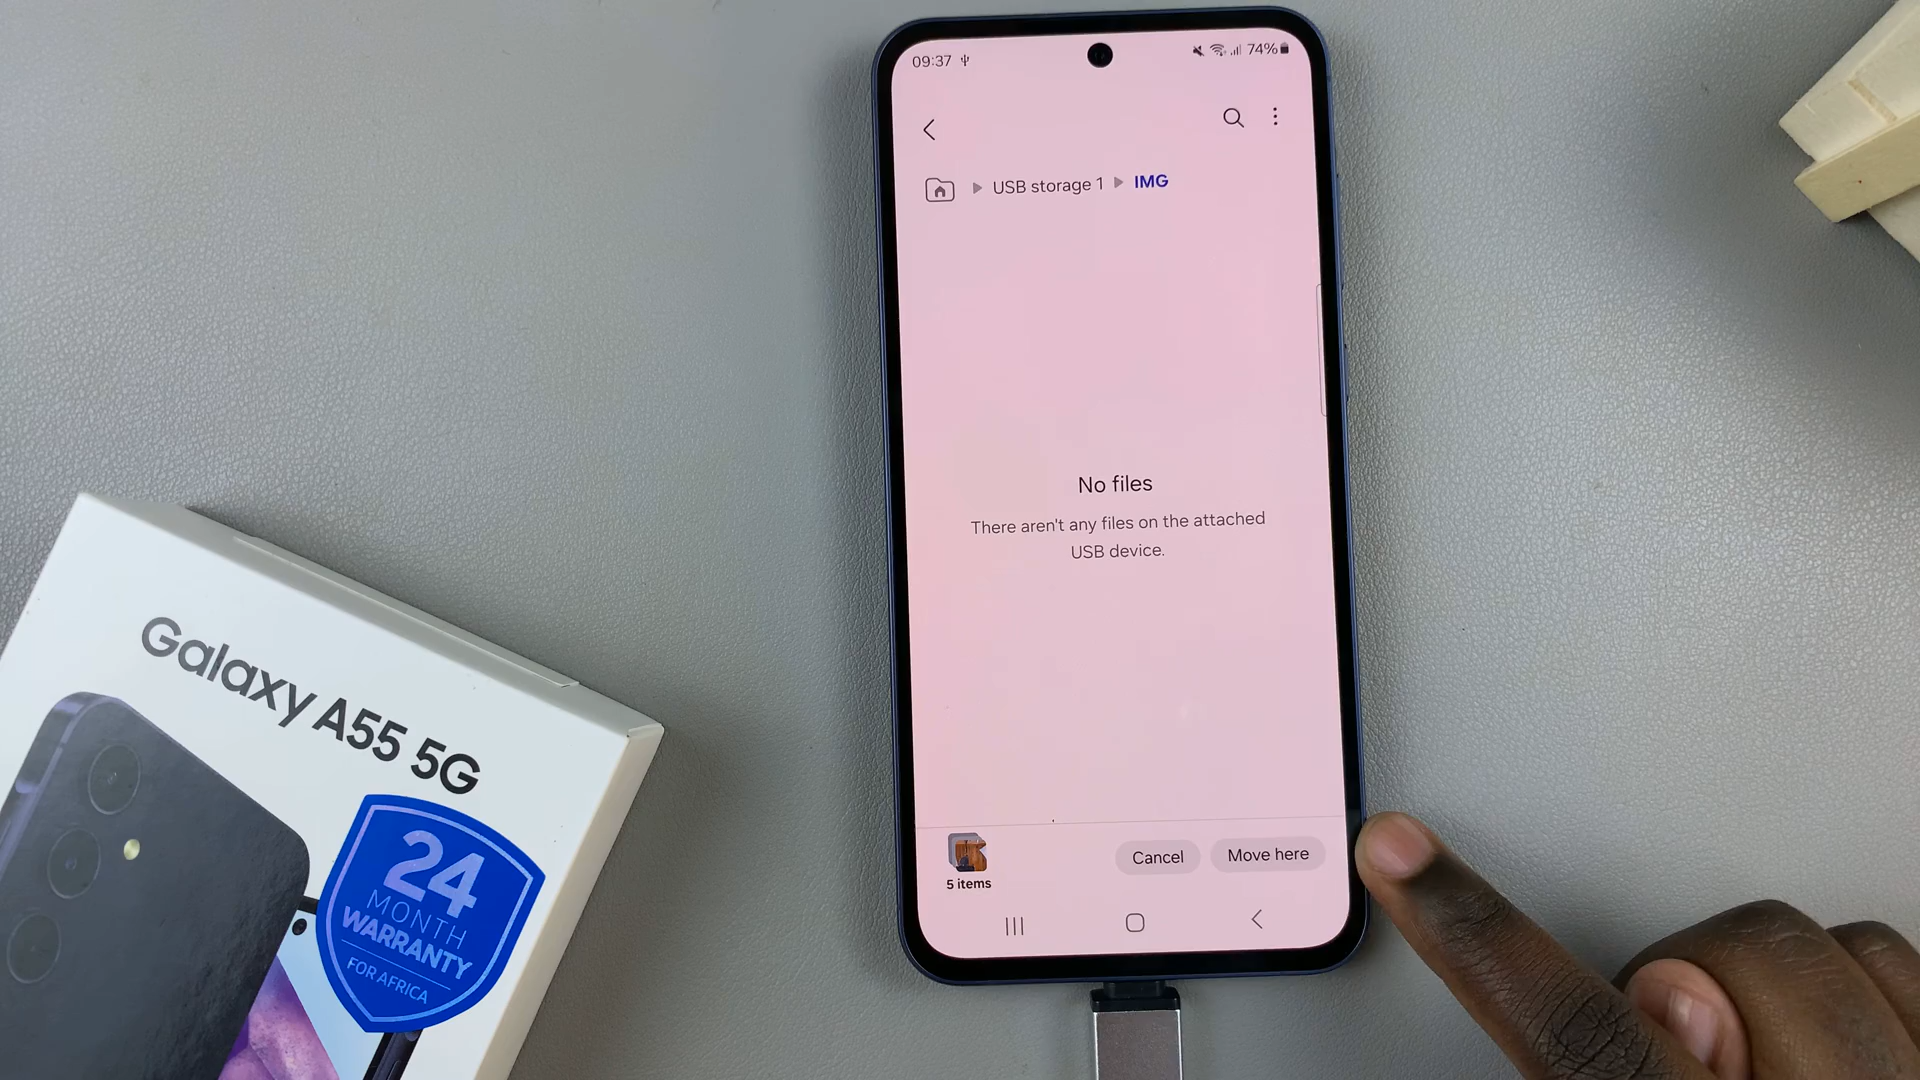 09:37
74%
USB storage 1
IMG
No files
There aren't any files on the attached
USB device.
5 items
Cancel
Move here
Galaxy A55 5G
24
MONTH
WARRANTY
FOR AFRICA